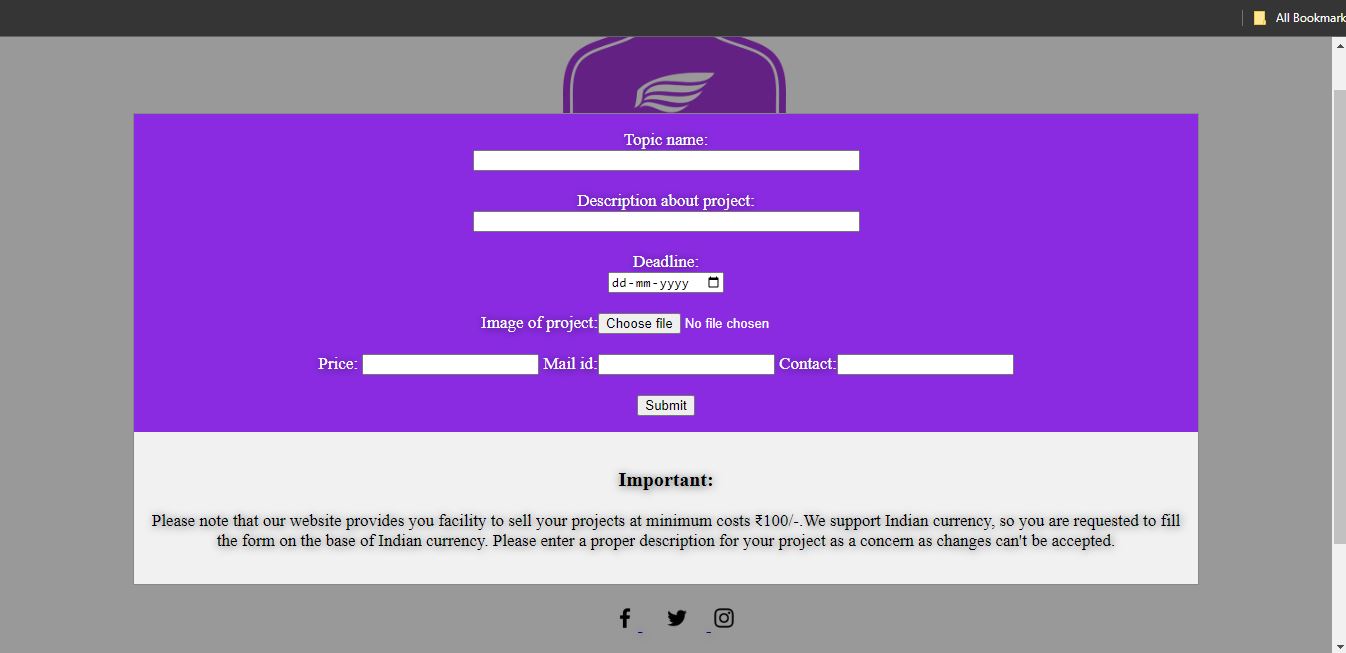 All Bookmark
Topic name:
Description about project:
Deadline:
dd-mm-yyyy
Image of project: Choose file No file chosen
Price: Mail id: Contact:
Submit
Important:
Please note that our website provides you facility to sell your projects at minimum costs ₹100/-.We support Indian currency, so you are requested to fill
the form on the base of Indian currency. Please enter a proper description for your project as a concern as changes can't be accepted.